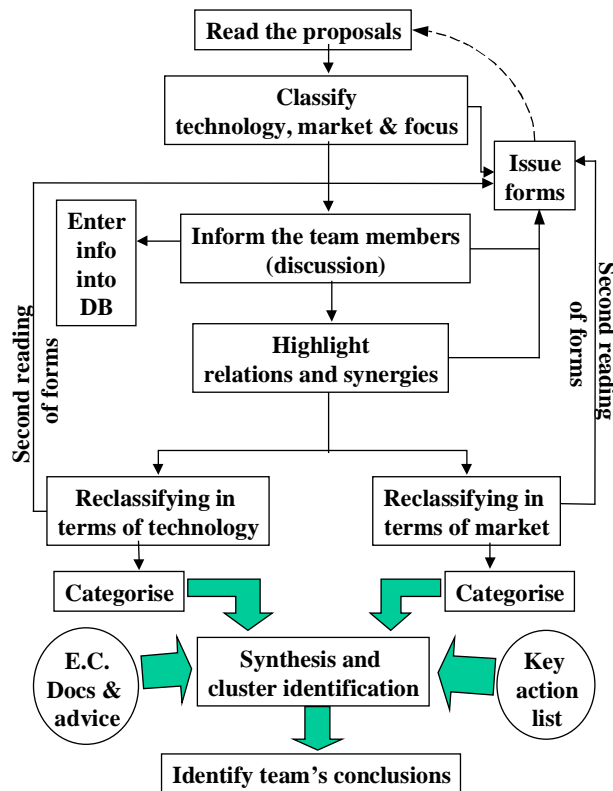 Read the proposals
Classify
technology, market & focus
Issue
forms
Enter
info
into
DB
Inform the team members
(discussion)
Highlight
relations and synergies
Second reading
of forms
Second reading
of forms
Reclassifying in
terms of technology
Reclassifying in
terms of market
Categorise
Categorise
E.C.
Docs &
advice
Synthesis and
cluster identification
Key
action
list
Identify team's conclusions